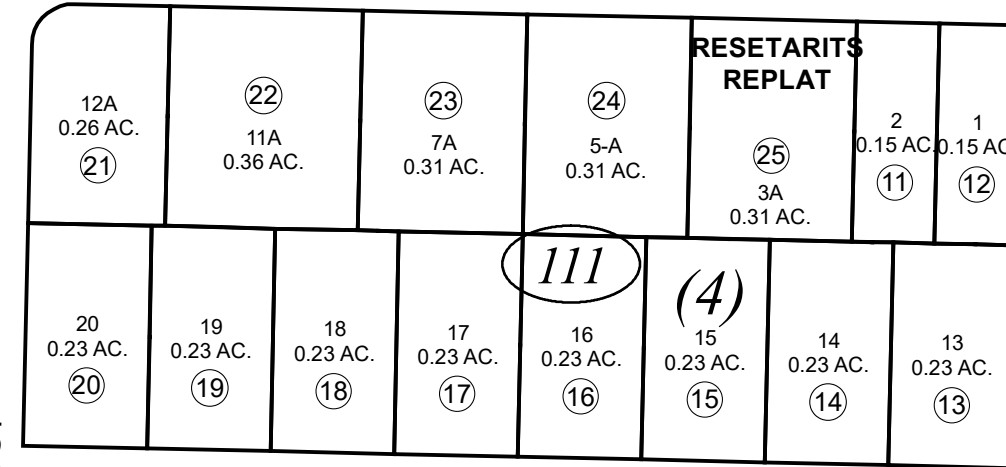 RESETARITS
REPLAT
12A
0.26 AC.
21
22
11A
0.36 AC.
23
7A
0.31 AC.
24
5-A
0.31 AC.
25
3A
0.31 AC.
2
0.15 AC.
11
1
0.15 AC
12
111
(4)
20
0.23 AC.
20
19
0.23 AC.
19
18
0.23 AC.
18
17
0.23 AC.
17
16
0.23 AC.
16
15
0.23 AC.
15
14
0.23 AC.
14
13
0.23 AC.
13